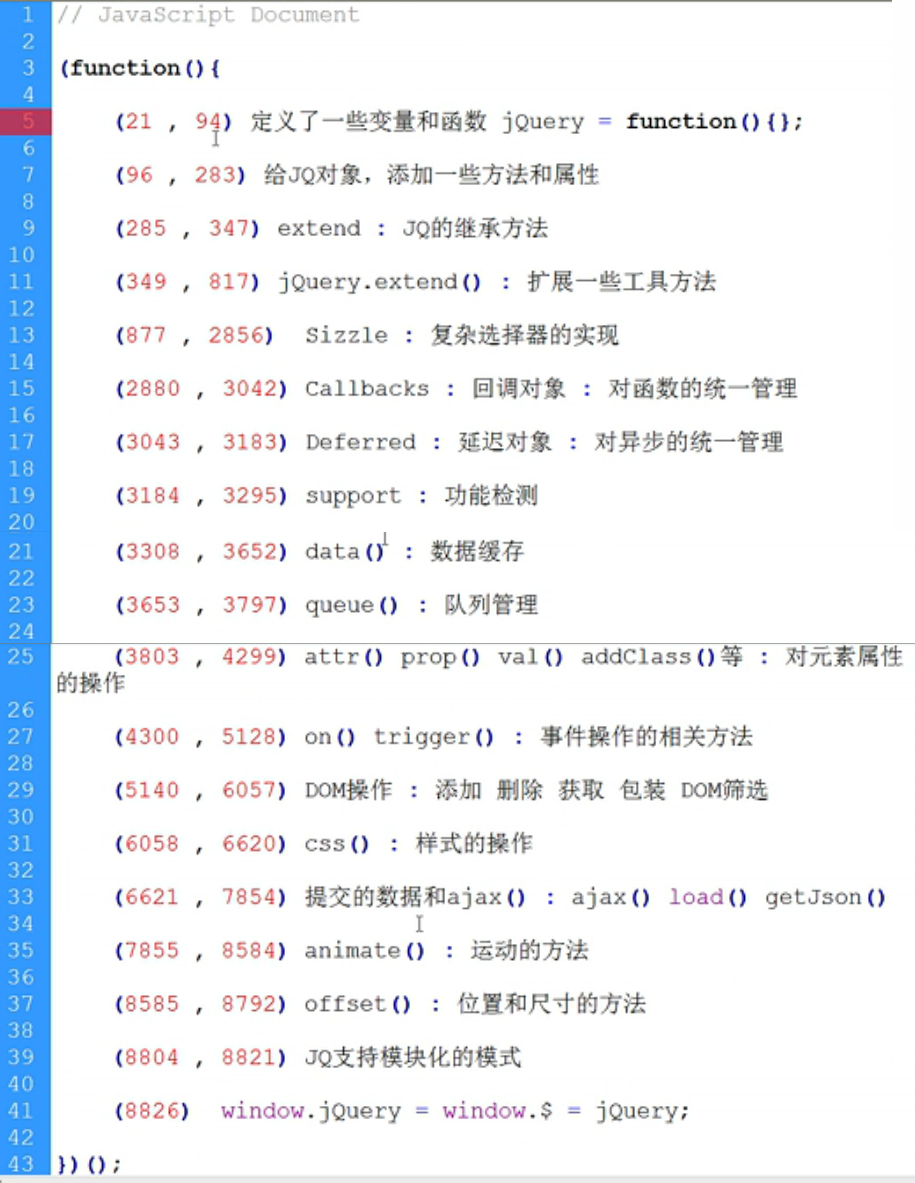 1 // JavaScript Document
2
3 (function(){
4
5 (21 , 94) 定义了一些变量和函数 jQuery = function(){};
6
7 (96 , 283) 给JQ对象，添加一些方法和属性
8
9 (285 , 347) extend : JQ的继承方法
10
11 (349 , 817) jQuery.extend() : 扩展一些工具方法
12
13 (877 , 2856) Sizzle : 复杂选择器的实现
14
15 (2880 , 3042) Callbacks : 回调对象 : 对函数的统一管理
16
17 (3043 , 3183) Deferred : 延迟对象 : 对异步的统一管理
18
19 (3184 , 3295) support : 功能检测
20
21 (3308 , 3652) data() : 数据缓存
22
23 (3653 , 3797) queue() : 队列管理
24
25 (3803 , 4299) attr() prop() val() addClass()等 : 对元素属性
的操作
26
27 (4300 , 5128) on() trigger() : 事件操作的相关方法
28
29 (5140 , 6057) DOM操作 : 添加 删除 获取 包装 DOM筛选
30
31 (6058 , 6620) css() : 样式的操作
32
33 (6621 , 7854) 提交的数据和ajax() : ajax() load() getJson()
34
35 (7855 , 8584) animate() : 运动的方法
36
37 (8585 , 8792) offset() : 位置和尺寸的方法
38
39 (8804 , 8821) JQ支持模块化的模式
40
41 (8826) window.jQuery = window.$ = jQuery;
42
43 })();